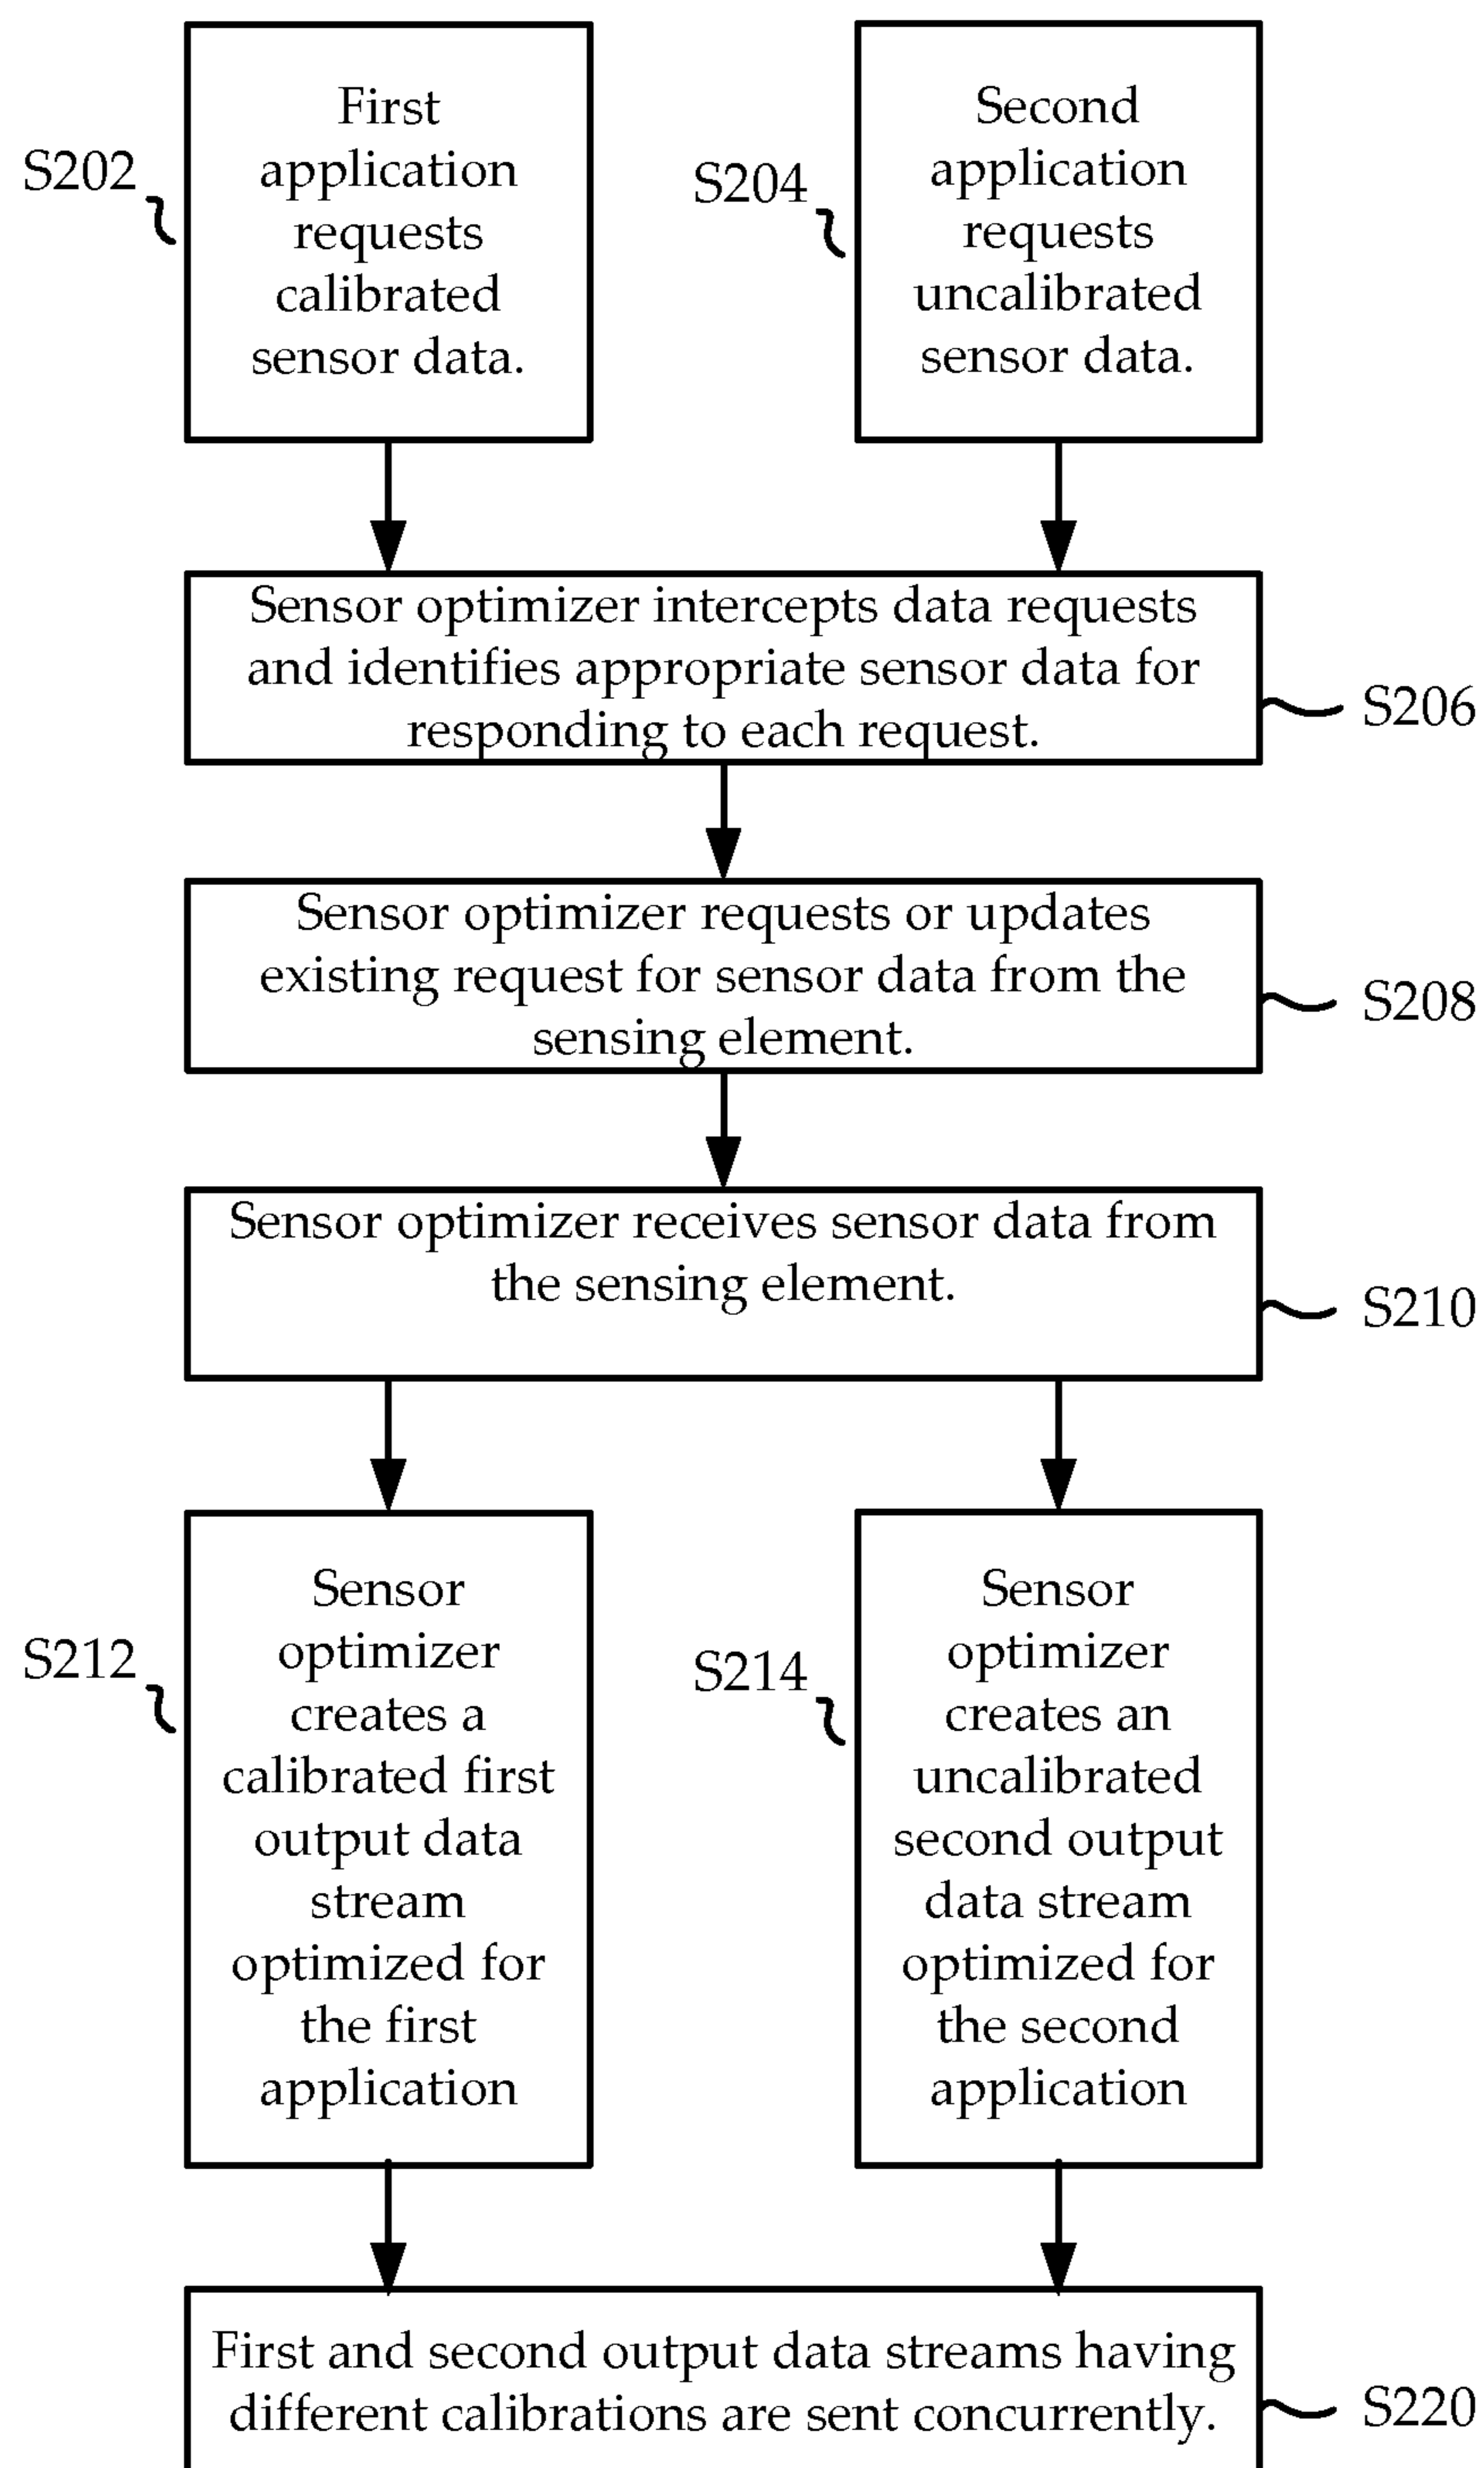 S202
First
application
requests
calibrated
sensor data.
S204
Second
application
requests
uncalibrated
sensor data.
Sensor optimizer intercepts data requests
and identifies appropriate sensor data for
responding to each request.
S206
Sensor optimizer requests or updates
existing request for sensor data from the
sensing element.
S208
Sensor optimizer receives sensor data from
the sensing element.
S210
S212
Sensor
optimizer
creates a
calibrated first
output data
stream
optimized for
the first
application
S214
Sensor
optimizer
creates an
uncalibrated
second output
data stream
optimized for
the second
application
First and second output data streams having
different calibrations are sent concurrently.
S220